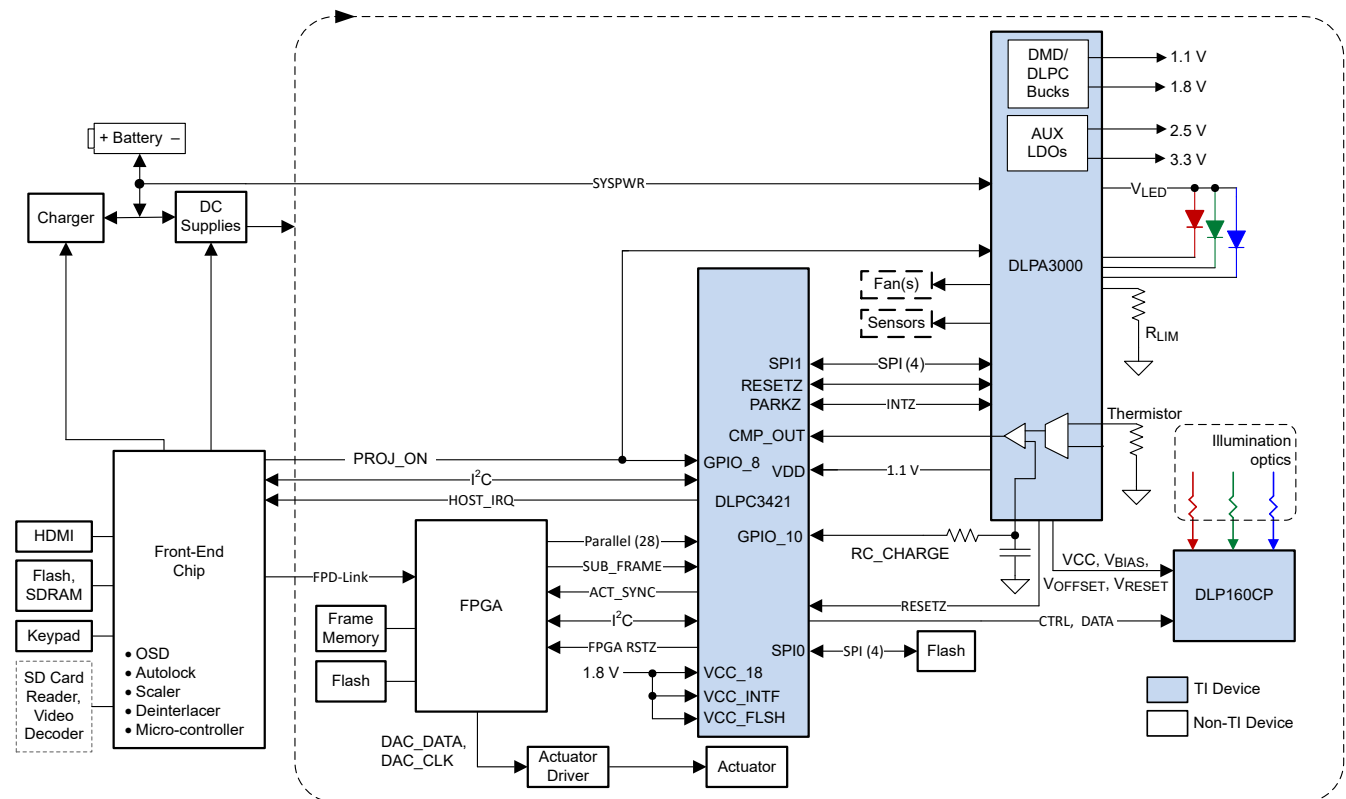 DMD/
DLPC
Bucks
1.1 V
1.8 V
AUX
LDOs
2.5 V
3.3 V
+ Battery –
SYSPWR
Charger
DC
Supplies
VLED
DLPA3000
Fan(s)
Sensors
RLIM
SPI1
SPI (4)
RESETZ
PARKZ
INTZ
CMP_OUT
Thermistor
Illumination
optics
PROJ_ON
GPIO_8
VDD
1.1 V
I²C
HOST_IRQ
DLPC3421
HDMI
Front-End
Chip
Flash,
SDRAM
Keypad
SD Card
Reader,
Video
Decoder
• OSD
• Autolock
• Scaler
• Deinterlacer
• Micro-controller
FPD-Link
FPGA
Frame
Memory
Flash
Parallel (28)
SUB_FRAME
ACT_SYNC
I²C
FPGA RSTZ
GPIO_10
RC_CHARGE
VCC, VBIAS,
VOFFSET, VRESET
DLP160CP
RESETZ
CTRL, DATA
SPI0
SPI (4)
Flash
1.8 V
VCC_18
VCC_INTF
VCC_FLSH
TI Device
Non-TI Device
DAC_DATA,
DAC_CLK
Actuator
Driver
Actuator